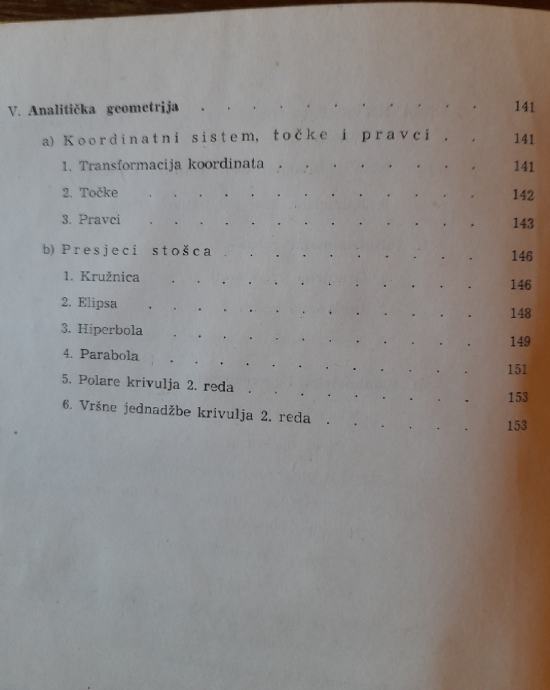 V. Analitička geometrija . . . . . . . . . . . 141
a) Koordinatni sistem, točke i pravci . . 141
1. Transformacija koordinata . . . . . . . . 141
2. Točke . . . . . . . . . . . . . 142
3. Pravci . . . . . . . . . . . . . 143
b) Presjeci stošca . . . . . . . . . . 146
1. Kružnica . . . . . . . . . . . . 146
2. Elipsa . . . . . . . . . . . . . 148
3. Hiperbola . . . . . . . . . . . . 149
4. Parabola . . . . . . . . . . . . 151
5. Polare krivulja 2. reda . . . . . . . . . 153
6. Vršne jednadžbe krivulja 2. reda . . . . . 153